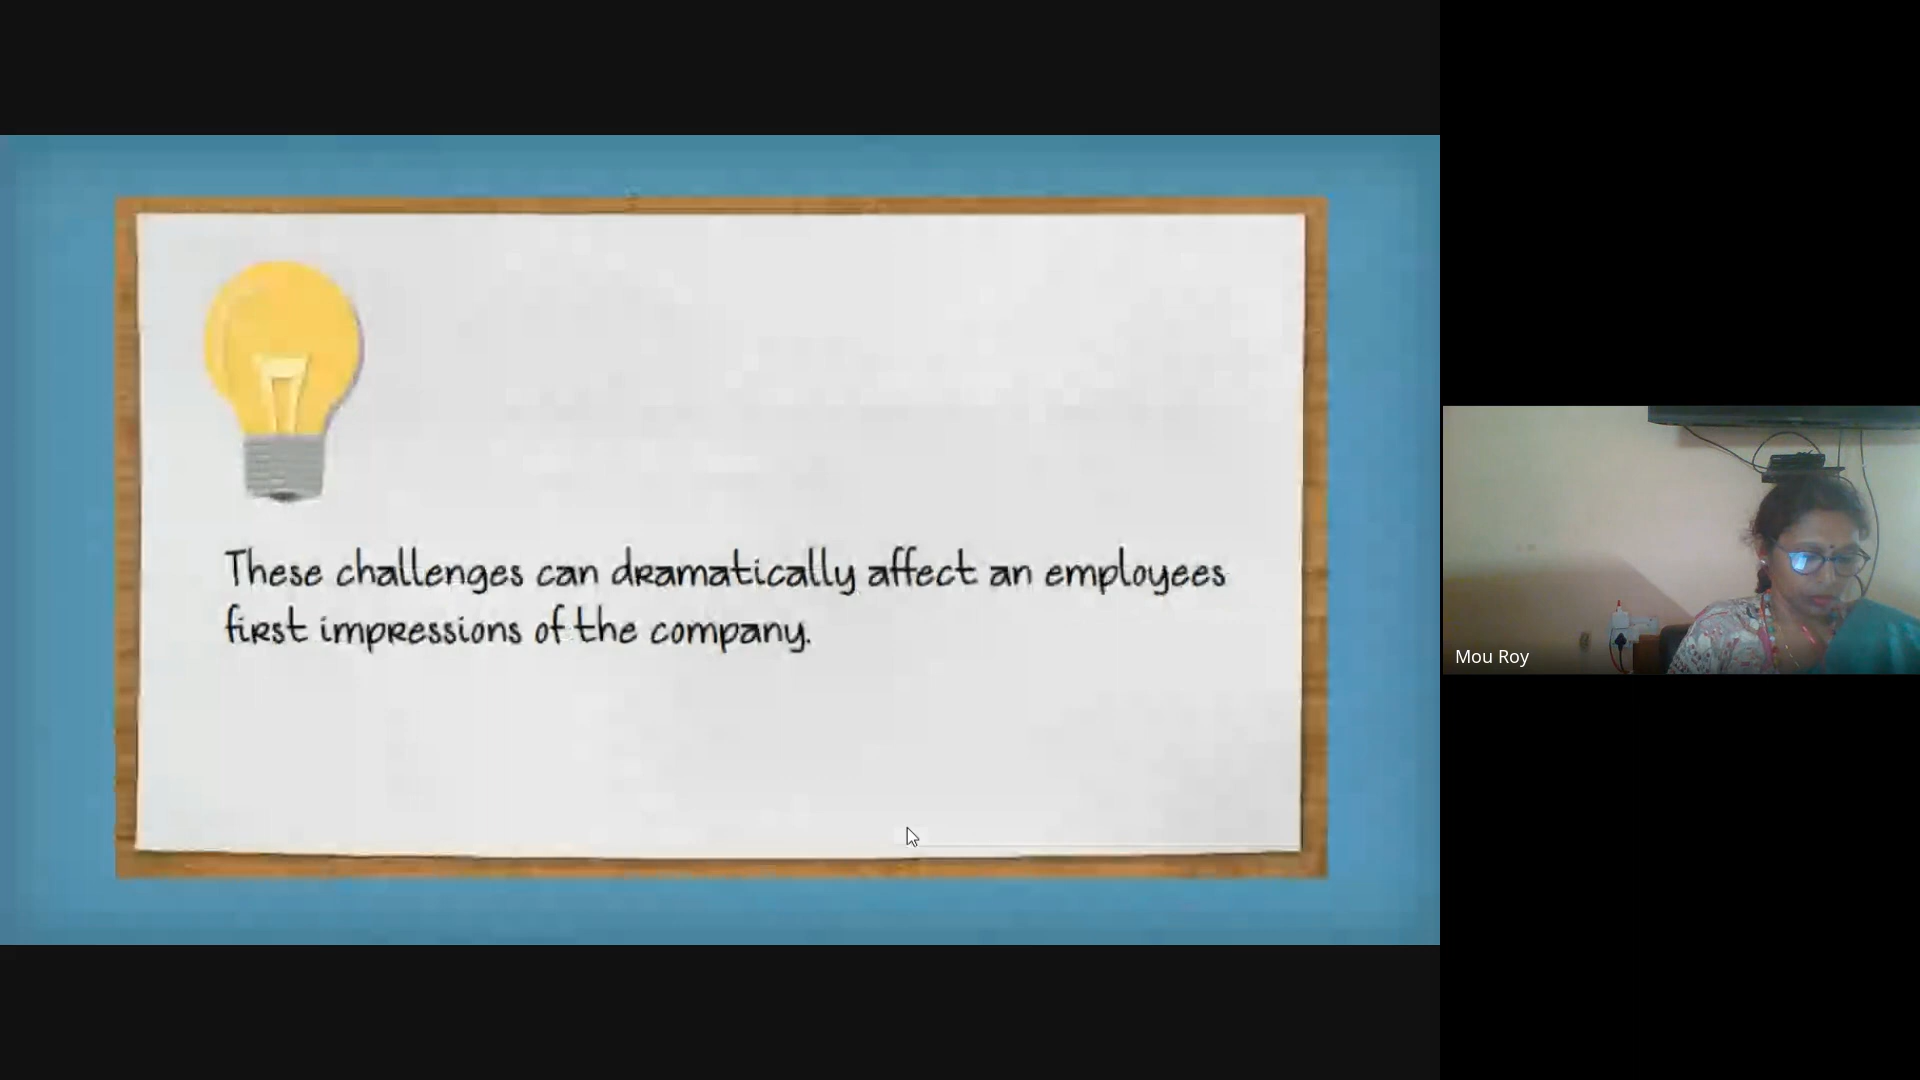 These challenges can dramatically affect an employees
first impressions of the company.
Mou Roy